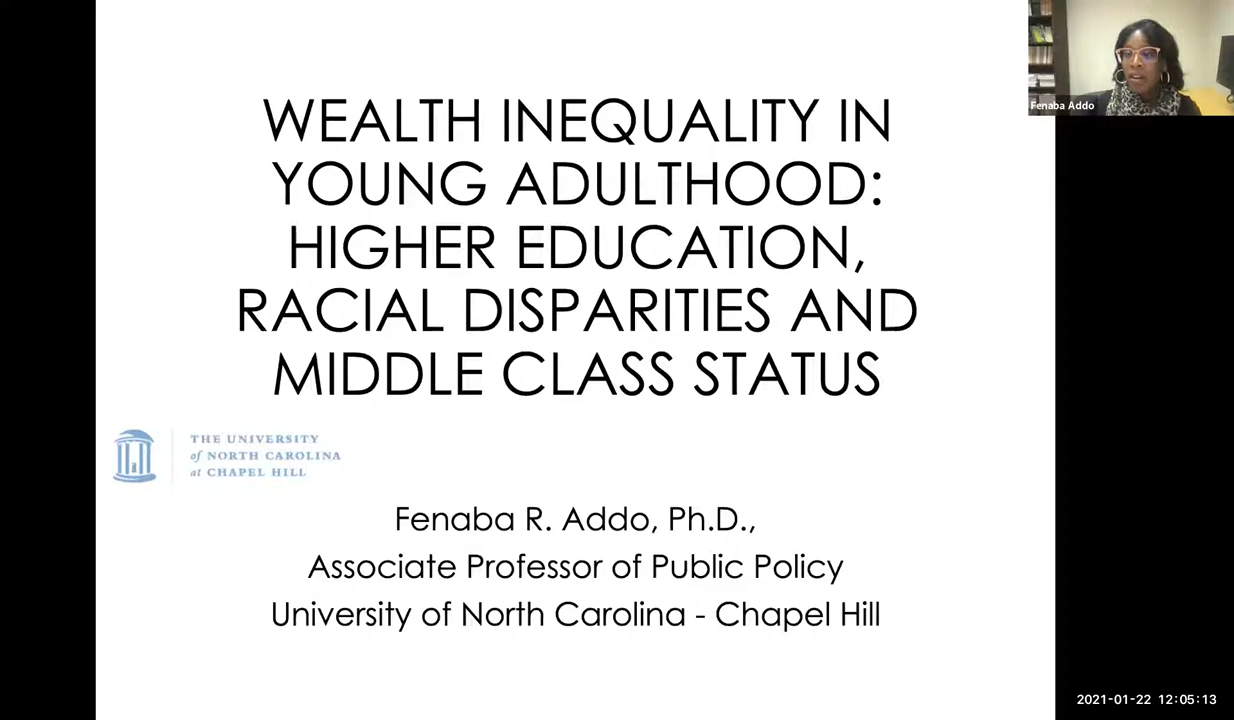 WEALTH INEQUALITY IN
YOUNG ADULTHOOD:
HIGHER EDUCATION,
RACIAL DISPARITIES AND
MIDDLE CLASS STATUS
THE UNIVERSITY
of NORTH CAROLINA
at CHAPEL HILL
Fenaba R. Addo, Ph.D.,
Associate Professor of Public Policy
University of North Carolina - Chapel Hill
Fenaba Addo
2021-01-22 12:05:13